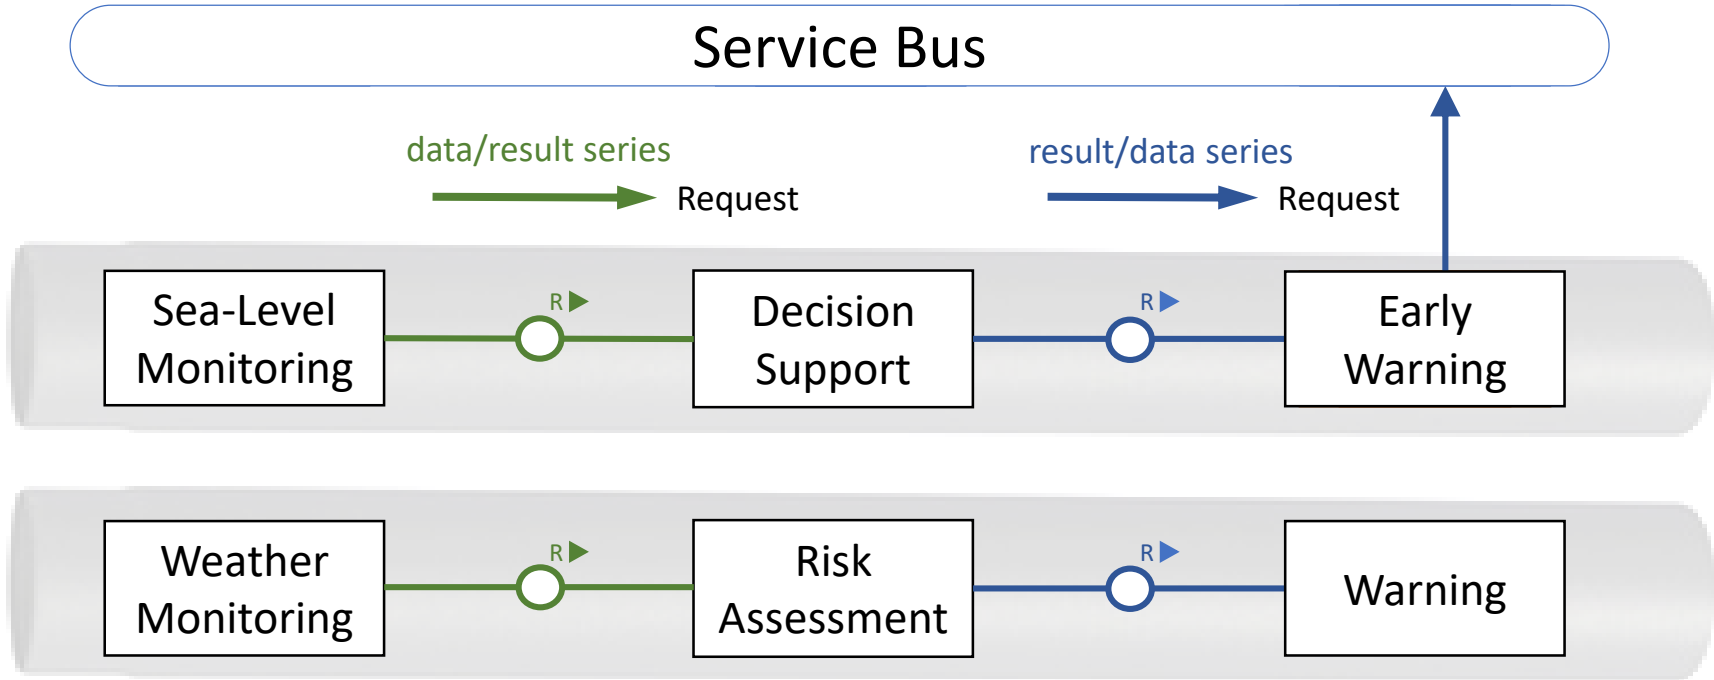 Service Bus
data/result series
Request
result/data series
Request
Sea-Level
Monitoring
R
Decision
Support
R
Early
Warning
Weather
Monitoring
R
Risk
Assessment
R
Warning